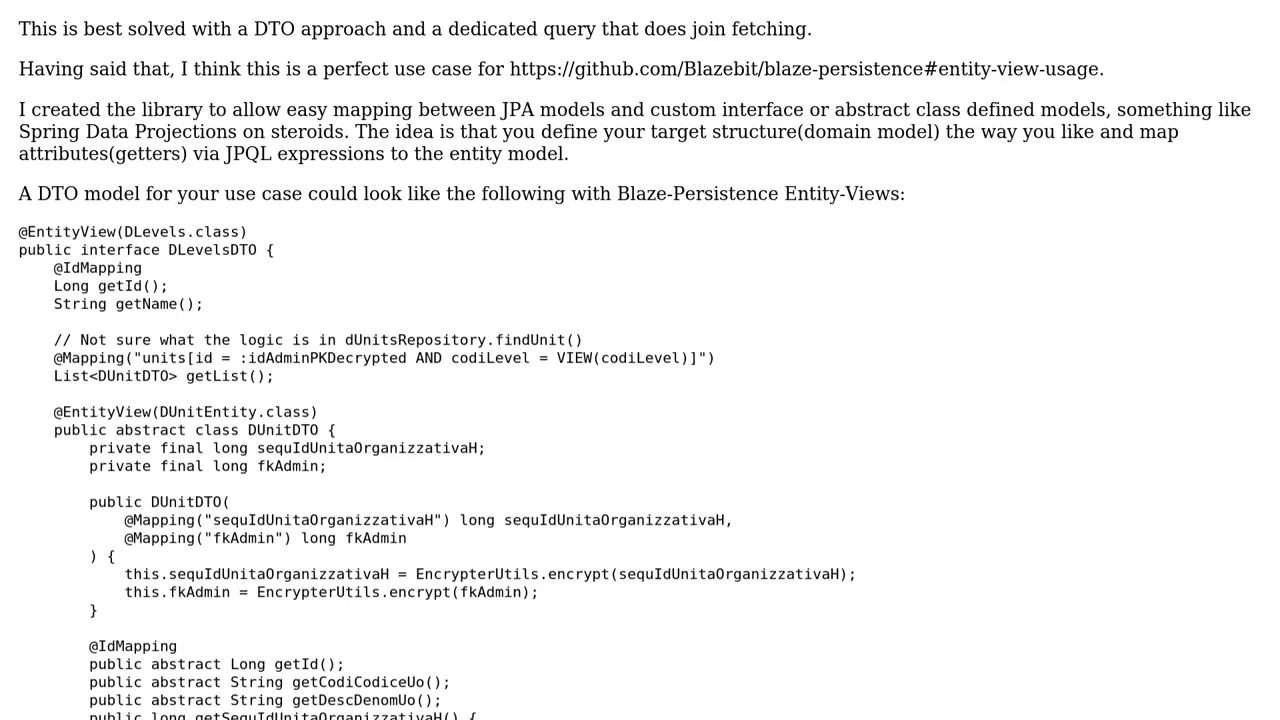 This is best solved with a DTO approach and a dedicated query that does join fetching.
Having said that, I think this is a perfect use case for https://github.com/Blazebit/blaze-persistence#entity-view-usage.
I created the library to allow easy mapping between JPA models and custom interface or abstract class defined models, something like
Spring Data Projections on steroids. The idea is that you define your target structure(domain model) the way you like and map
attributes(getters) via JPQL expressions to the entity model.
A DTO model for your use case could look like the following with Blaze-Persistence Entity-Views:
@EntityView(DLevels.class)
public interface DLevelsDTO {
    @IdMapping
    Long getId();
    String getName();

    // Not sure what the logic is in dUnitsRepository.findUnit()
    @Mapping("units[id = :idAdminPKDecrypted AND codiLevel = VIEW(codiLevel)]")
    List<DUnitDTO> getList();

    @EntityView(DUnitEntity.class)
    public abstract class DUnitDTO {
        private final long sequIdUnitaOrganizzativaH;
        private final long fkAdmin;

        public DUnitDTO(
            @Mapping("sequIdUnitaOrganizzativaH") long sequIdUnitaOrganizzativaH,
            @Mapping("fkAdmin") long fkAdmin
        ) {
            this.sequIdUnitaOrganizzativaH = EncrypterUtils.encrypt(sequIdUnitaOrganizzativaH);
            this.fkAdmin = EncrypterUtils.encrypt(fkAdmin);
        }

        @IdMapping
        public abstract Long getId();
        public abstract String getCodiCodiceUo();
        public abstract String getDescDenomUo();
        public long getSequIdUnitaOrganizzativaH() {